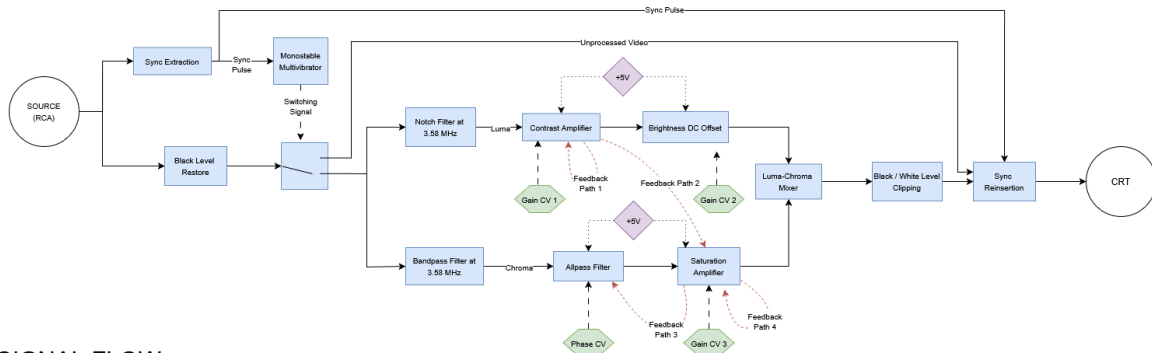 Sync Pulse
Unprocessed Video
Sync Extraction
Sync
Pulse
Monostable
Multivibrator
+5V
SOURCE
(RCA)
Switching
Signal
Notch Filter at
3.58 MHz
Luma
Contrast Amplifier
Brightness DC Offset
Black Level
Restore
Feedback
Path 1
Feedback
Path 2
Luma-Chroma
Mixer
Black / White Level
Clipping
Sync
Reinsertion
CRT
Gain CV 1
Gain CV 2
+5V
Bandpass Filter at
3.58 MHz
Chroma
Allpass Filter
Saturation
Amplifier
Feedback
Path 3
Feedback
Path 4
Phase CV
Gain CV 3
SIGNAL FLOW